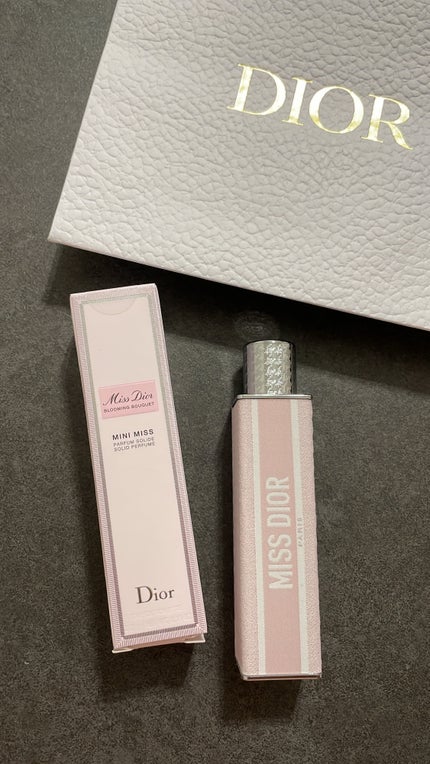 DIOR
Miss Dior
BLOOMING BOUQUET
MINI MISS
PARFUM SOLIDE
SOLID PERFUME
Dior
MISS DIOR
PARIS